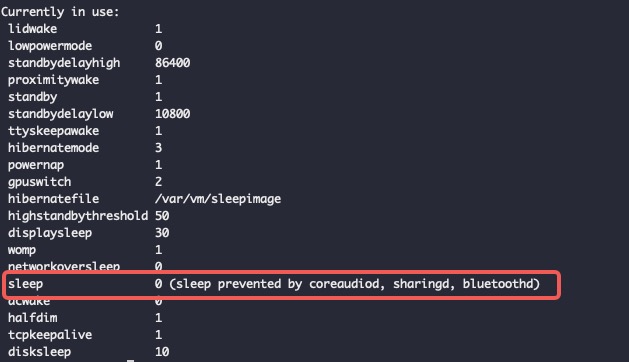 Currently in use:
lidwake 1
lowpowermode 0
standbydelayhigh 86400
proximitywake 1
standby 1
standbydelaylow 10800
ttyskeepawake 1
hibernatemode 3
powernap 1
gpuswitch 2
hibernatefile /var/vm/sleepimage
highstandbythreshold 50
displaysleep 30
womp 1
networkoversleep 0
sleep 0 (sleep prevented by coreaudiod, sharingd, bluetoothd)
acwake 0
halfdim 1
tcpkeepalive 1
disksleep 10